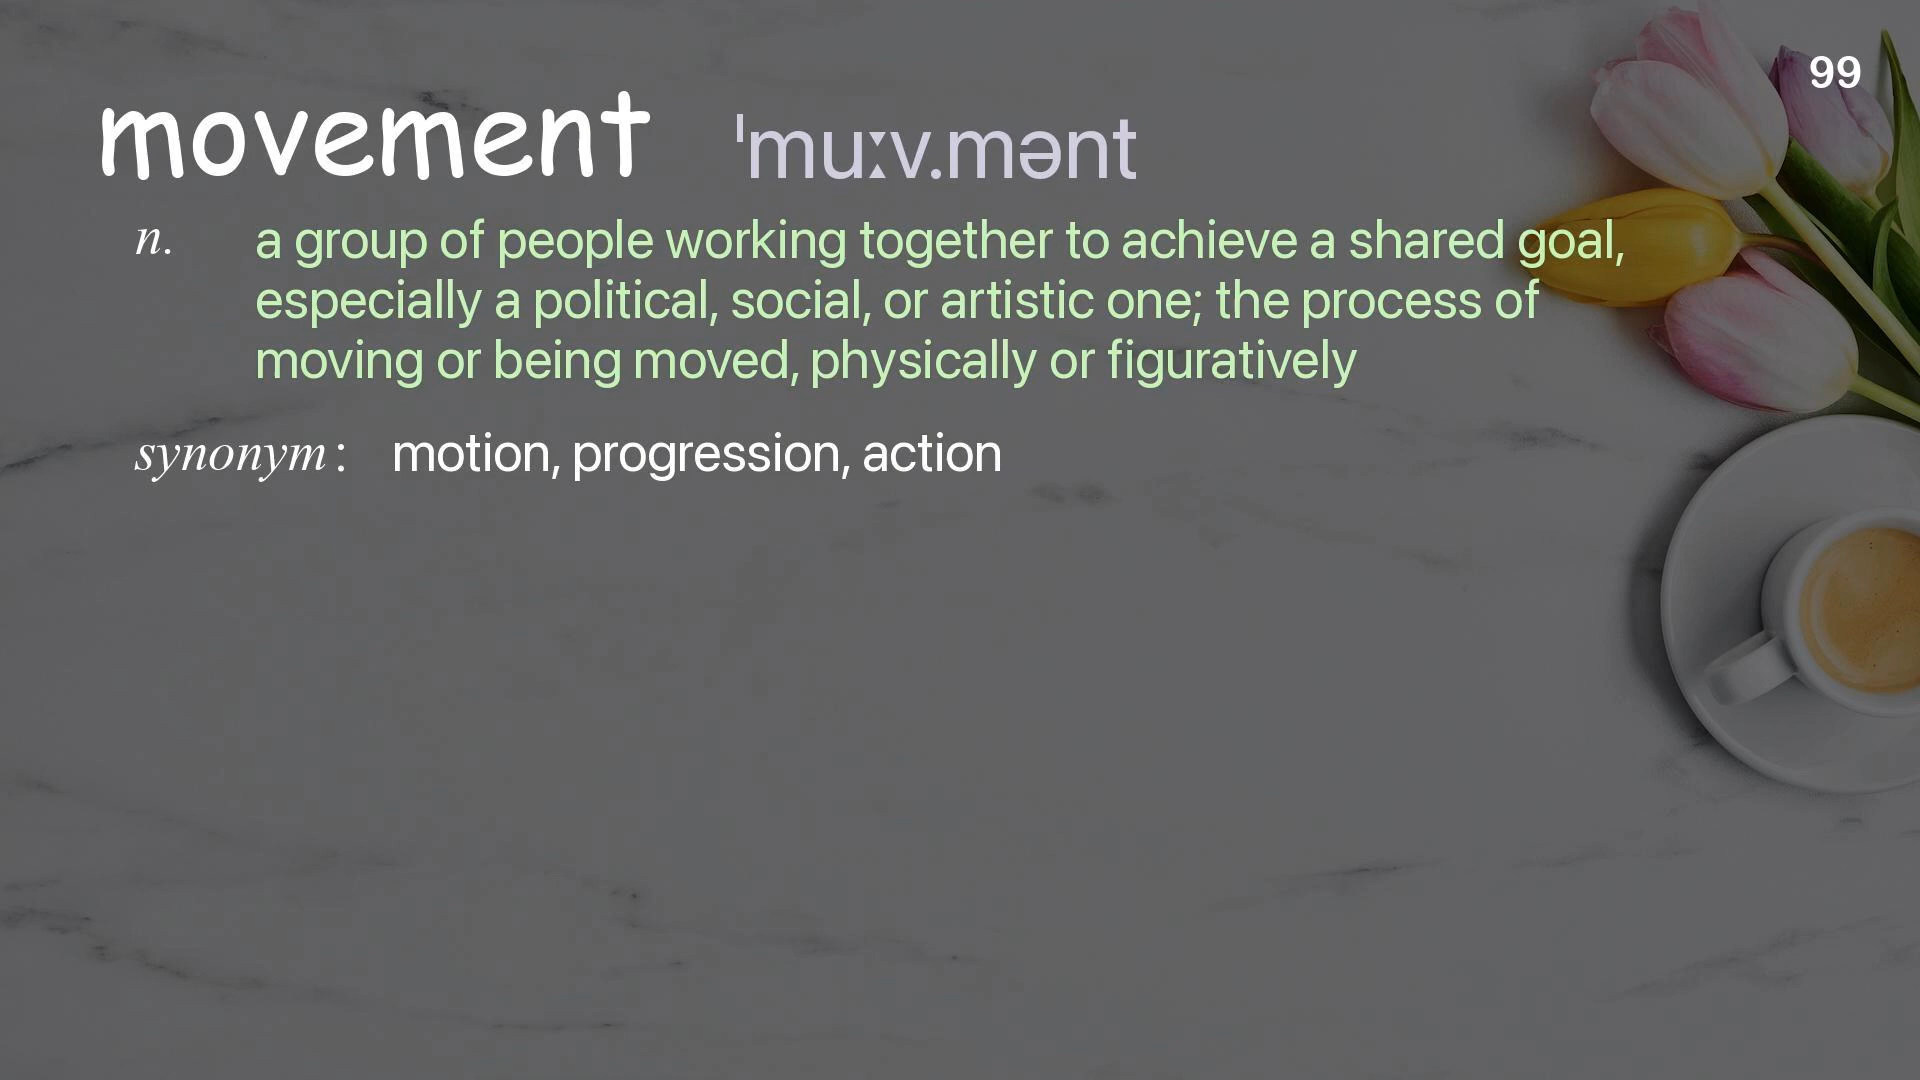 99
movement ˈmuːv.mənt
n. a group of people working together to achieve a shared goal,
especially a political, social, or artistic one; the process of
moving or being moved, physically or figuratively
synonym: motion, progression, action